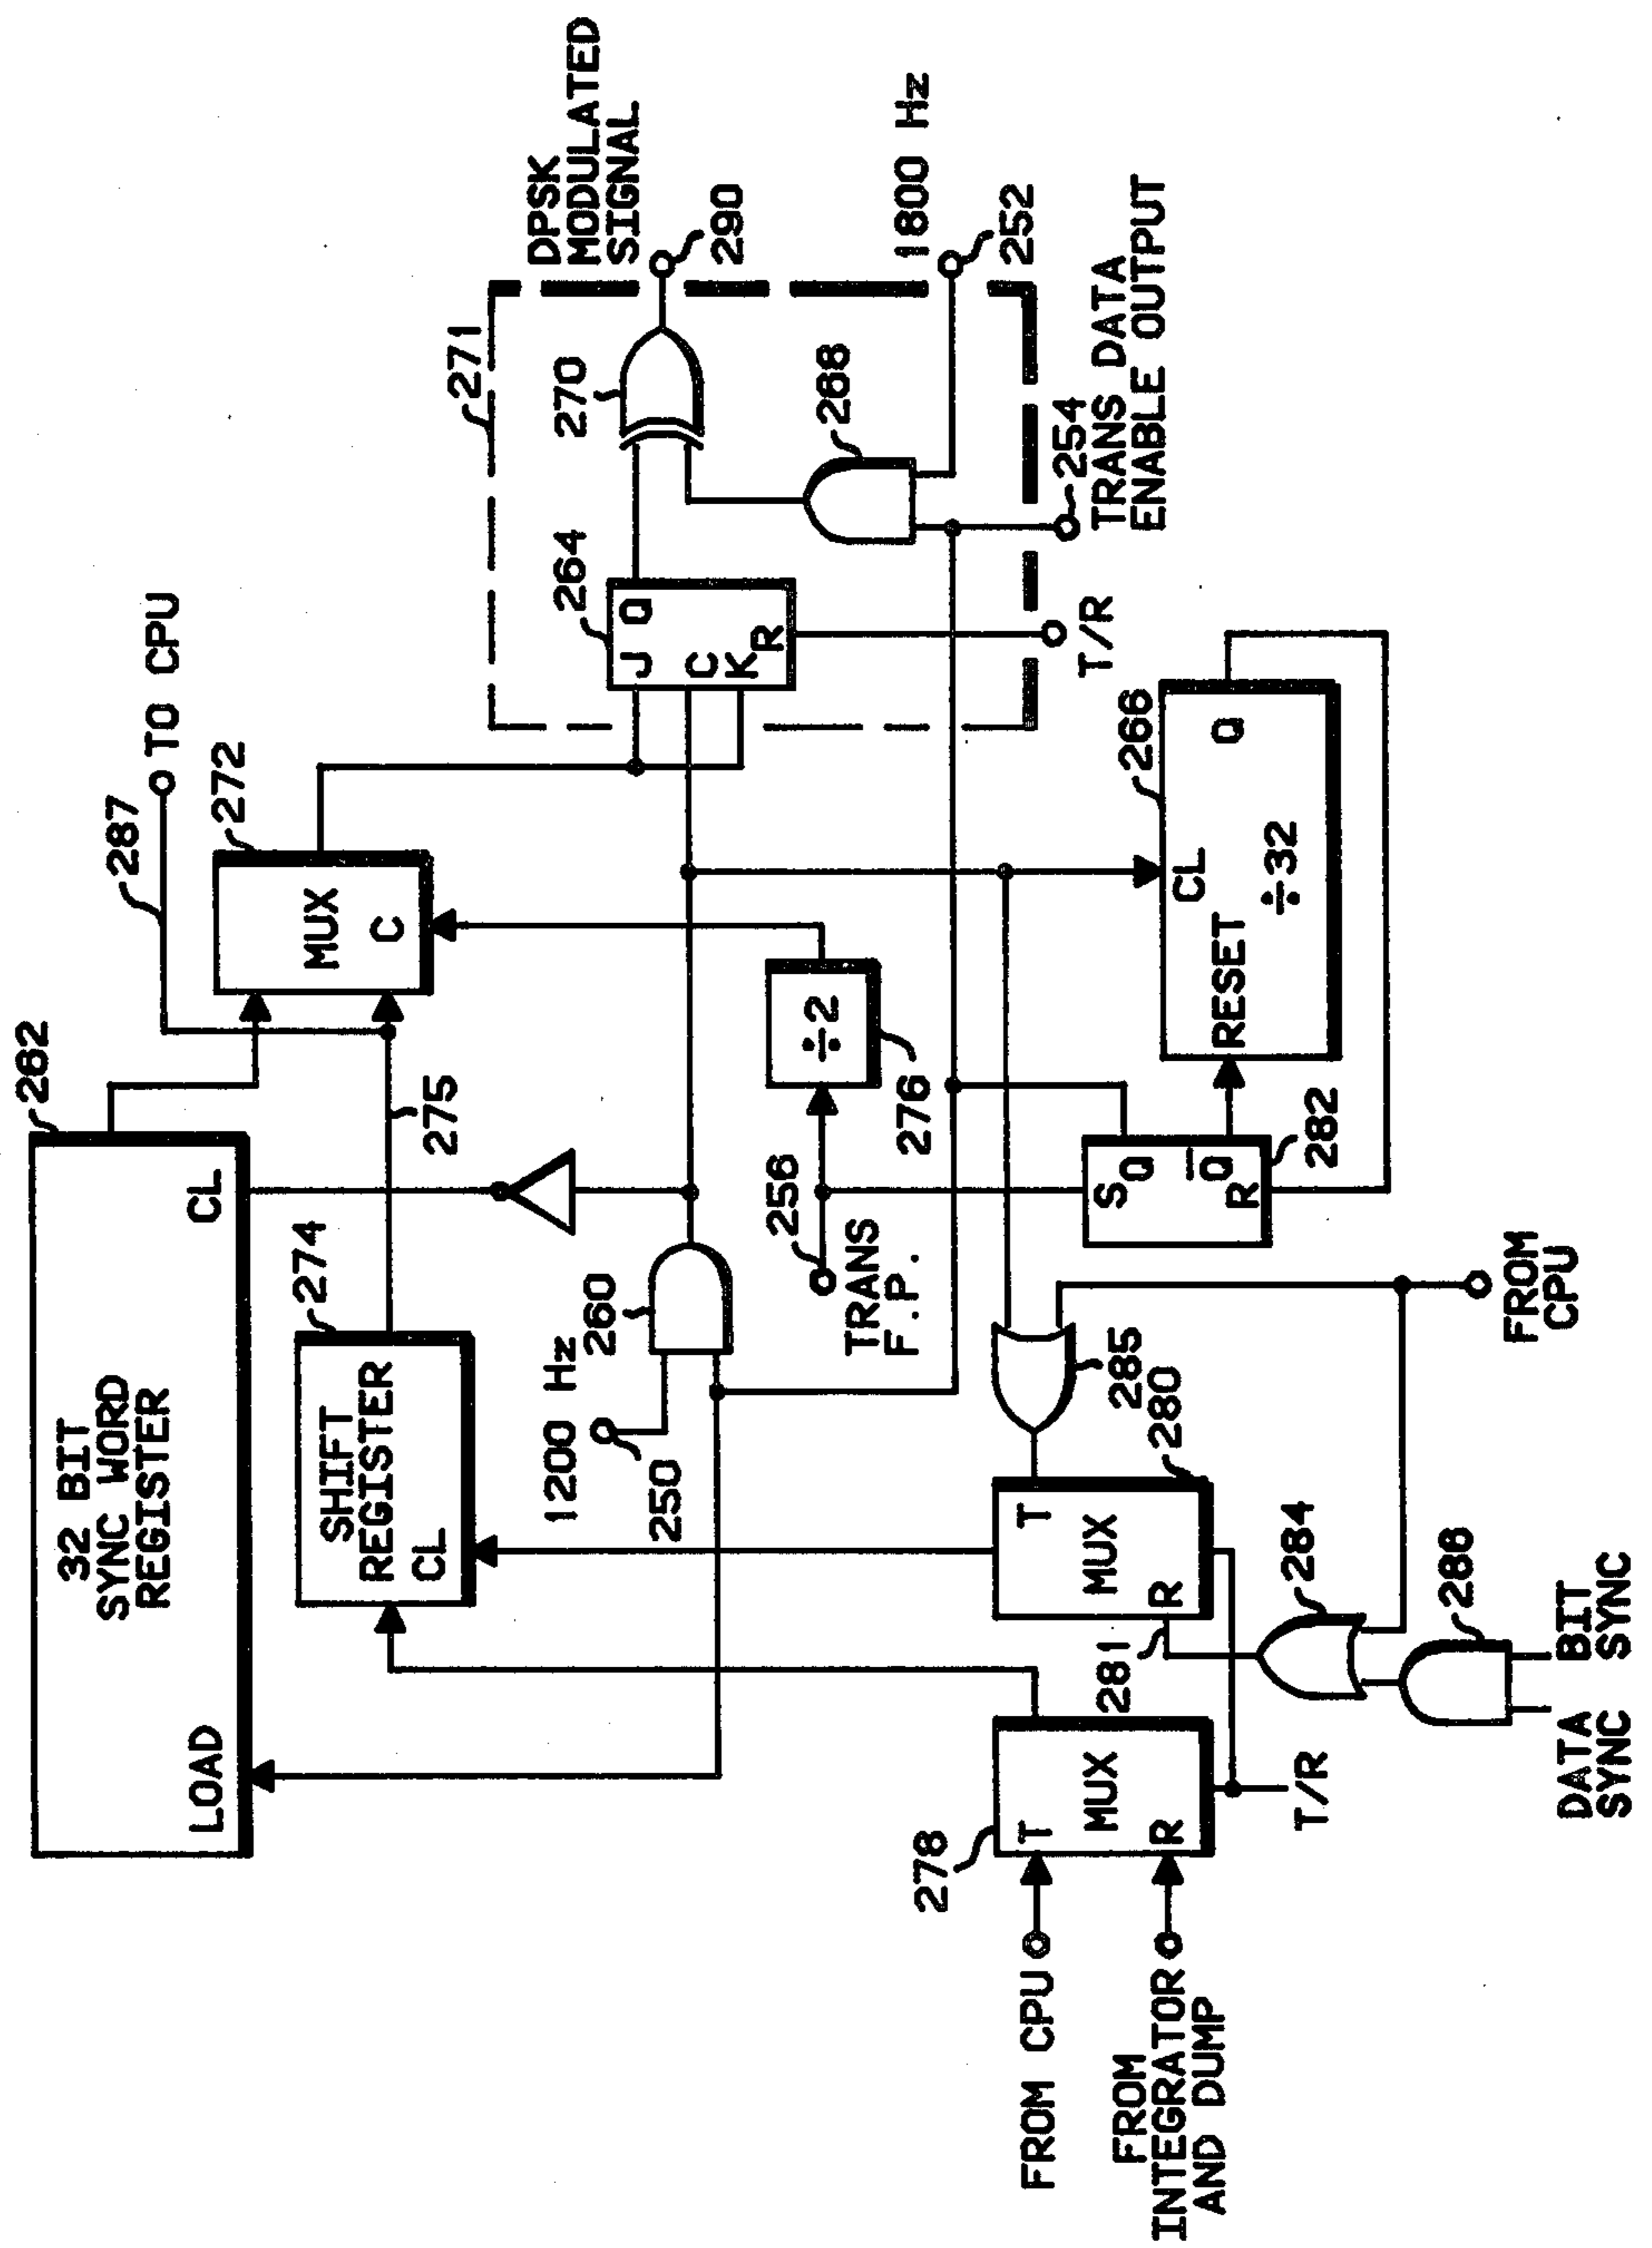 262
32 BIT
SYNC WORD
REGISTER
LOAD
CL
287
TO CPU
274
SHIFT
REGISTER
CL
275
272
MUX
C
271
DPSK
MODULATED
SIGNAL
290
270
264
J
Q
C
K
R
T/R
268
1800 Hz
252
254
TRANS DATA
ENABLE OUTPUT
1200 Hz
250
260
256
TRANS
F.P.
÷2
276
266
CL
RESET
÷32
Q
S
Q
Q
R
282
285
280
T
MUX
R
281
284
286
FROM
CPU
278
T
MUX
R
T/R
DATA
SYNC
BIT
SYNC
FROM CPU
FROM
INTEGRATOR
AND DUMP